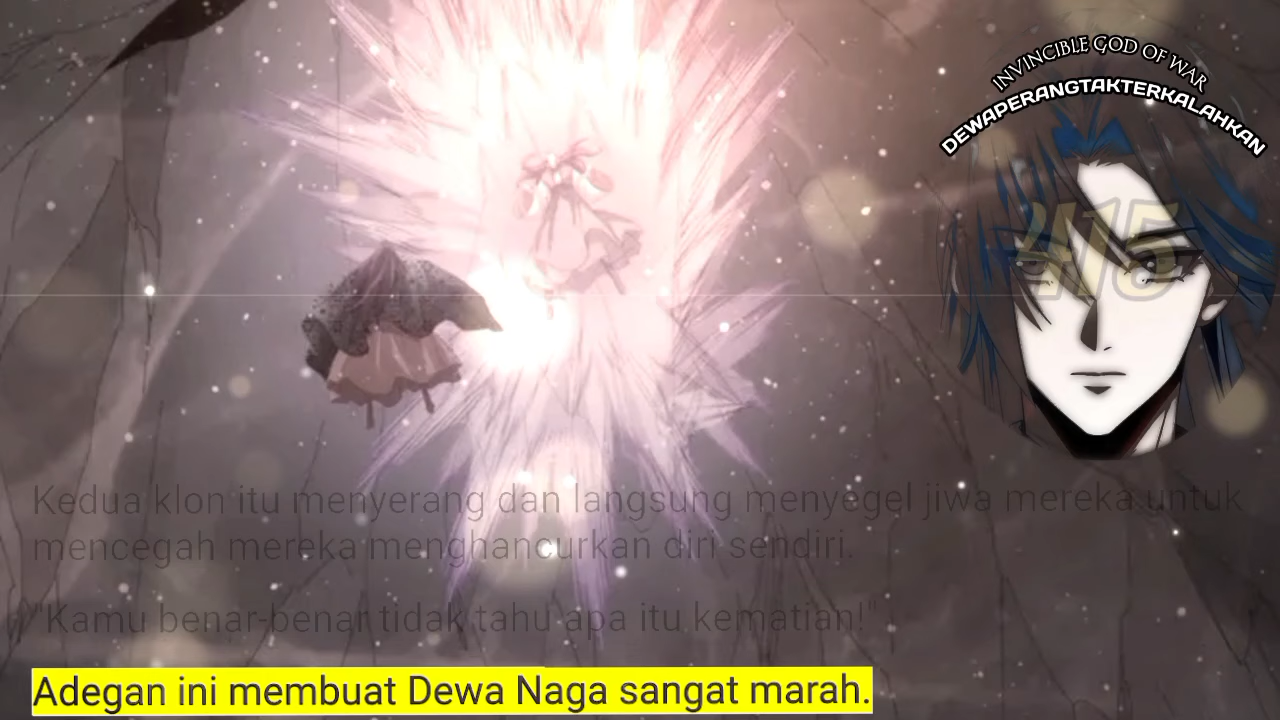 INVINCIBLE GOD OF WAR
DEWAPERANGTAKTERKALAHKAN
#15
Kedua klon itu menyerang dan langsung menyegel jiwa mereka untuk
mencegah mereka menghancurkan diri sendiri.
"Kamu benar-benar tidak tahu apa itu kematian!"
Adegan ini membuat Dewa Naga sangat marah.